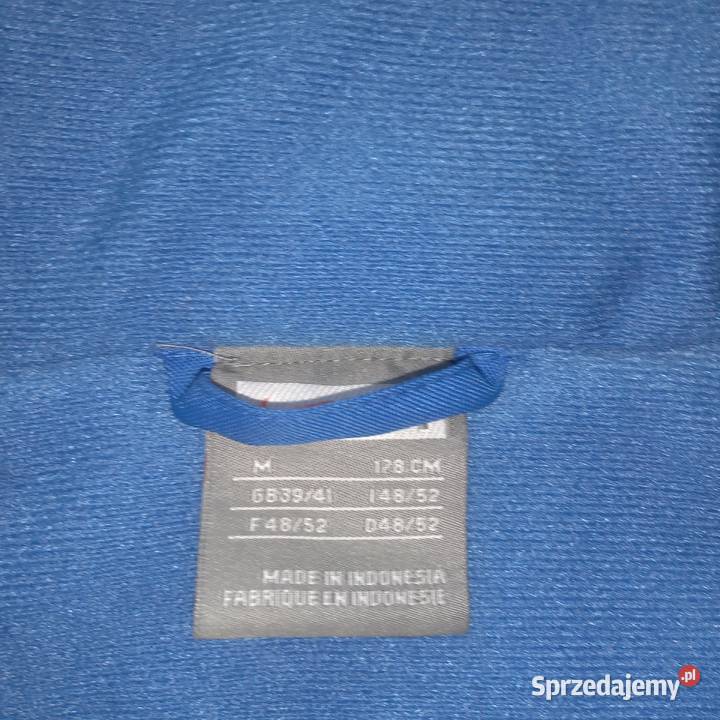 M 178 CM
GB39/41 I48/52
F48/52 D48/52
MADE IN INDONESIA
FABRIQUE EN INDONESIE
Sprzedajemy.pl